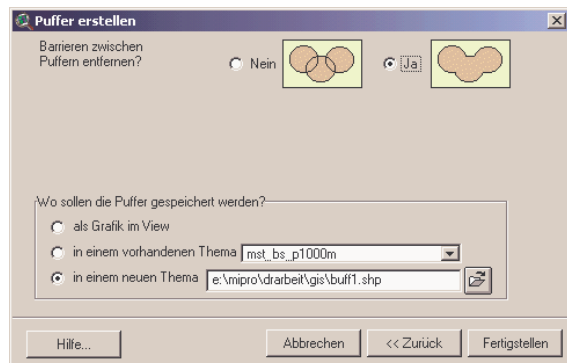 Puffer erstellen
Barrieren zwischen
Puffern entfernen?
Nein
Ja
Wo sollen die Puffer gespeichert werden?
als Grafik im View
in einem vorhandenen Thema mst_bs_p1000m
in einem neuen Thema e:\mipro\drarbeit\gis\buff1.shp
Hilfe... Abbrechen << Zurück Fertigstellen